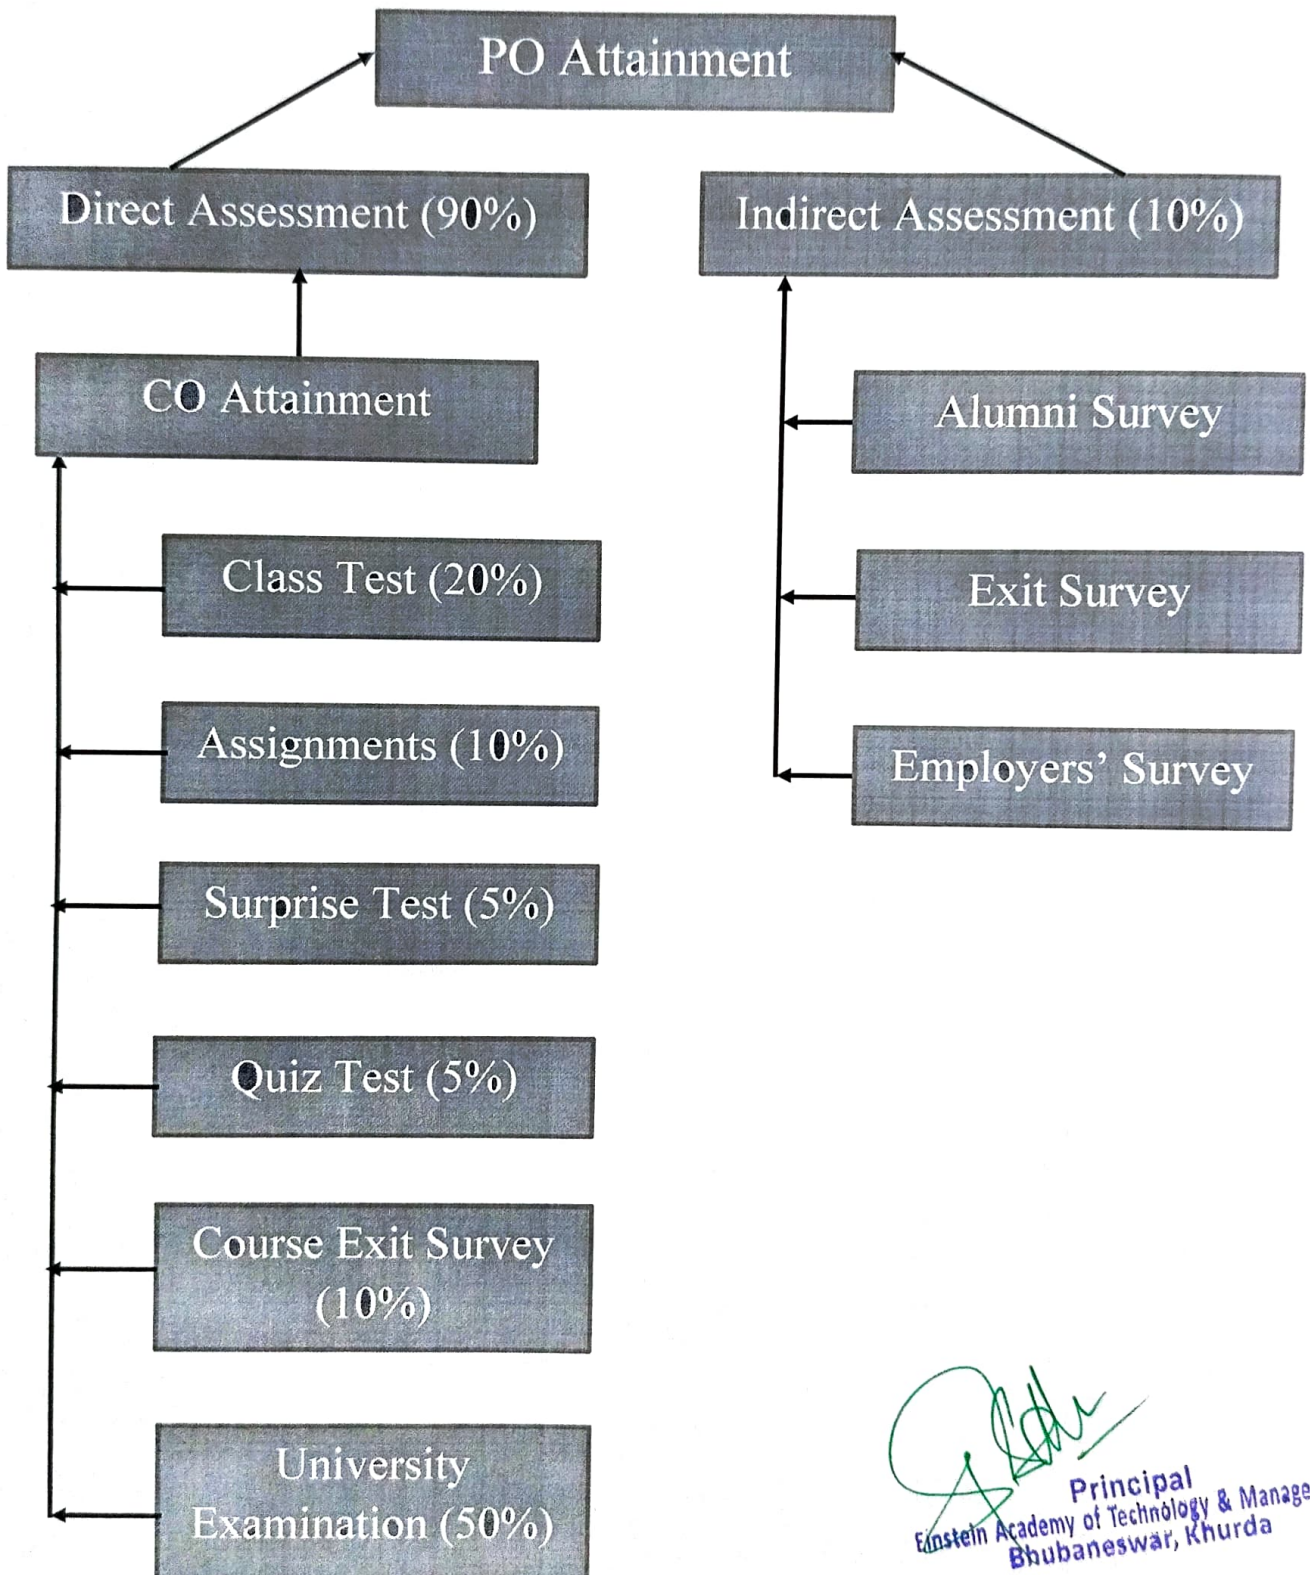 PO Attainment
Direct Assessment (90%)
Indirect Assessment (10%)
CO Attainment
Alumni Survey
Class Test (20%)
Exit Survey
Assignments (10%)
Employers' Survey
Surprise Test (5%)
Quiz Test (5%)
Course Exit Survey
(10%)
University
Examination (50%)
Principal
Einstein Academy of Technology & Manage
Bhubaneswar, Khurda